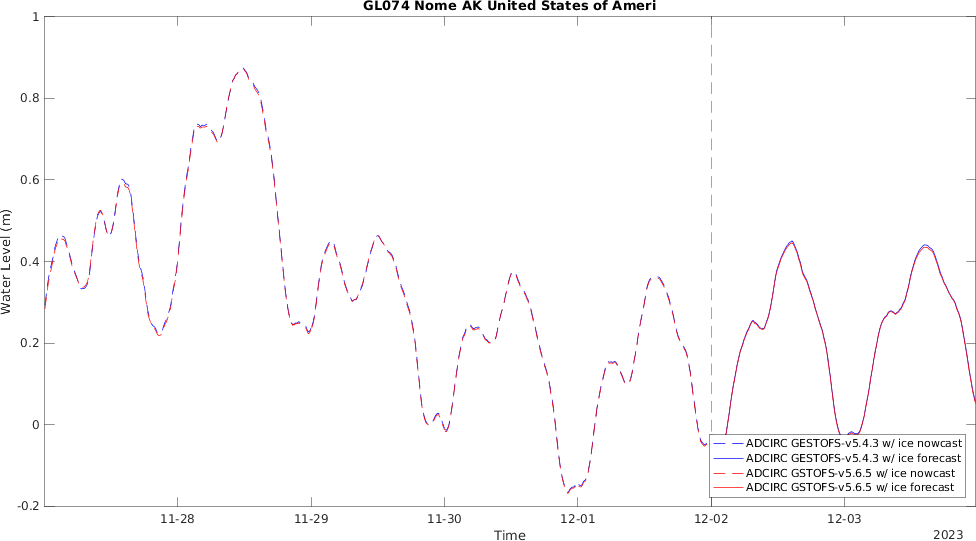 GL074 Nome AK United States of Ameri
1
0.8
0.6
0.4
0.2
0
-0.2
Water Level (m)
ADCIRC GESTOFS-v5.4.3 w/ ice nowcast
ADCIRC GESTOFS-v5.4.3 w/ ice forecast
ADCIRC GSTOFS-v5.6.5 w/ ice nowcast
ADCIRC GSTOFS-v5.6.5 w/ ice forecast
11-28 11-29 11-30 12-01 12-02 12-03
Time
2023